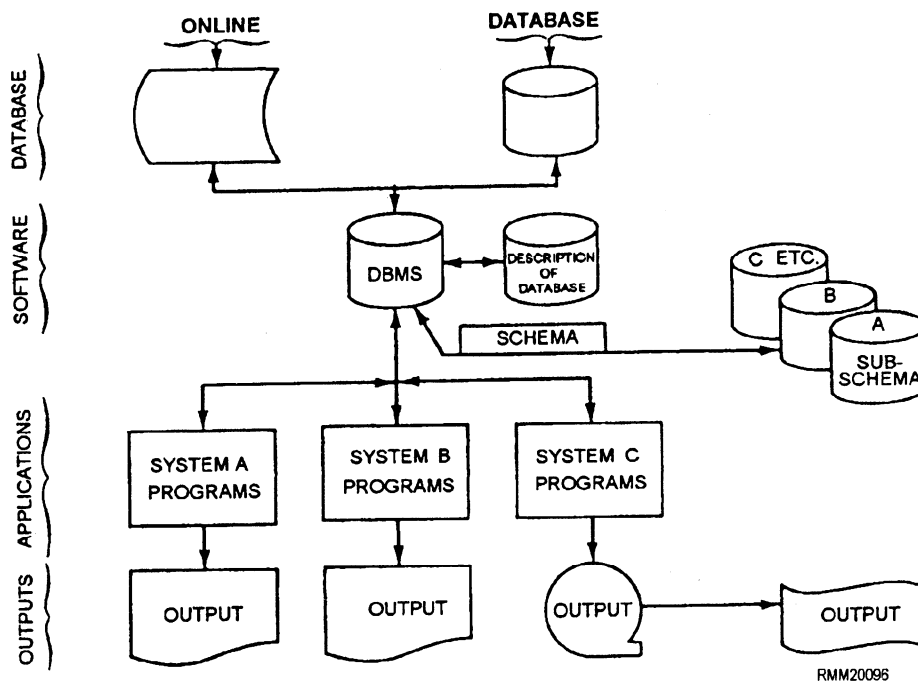 ONLINE
DATABASE
DATABASE
SOFTWARE
DBMS
DESCRIPTION
OF
DATABASE
C ETC.
B
A
SUB-
SCHEMA
SCHEMA
APPLICATIONS
SYSTEM A
PROGRAMS
SYSTEM B
PROGRAMS
SYSTEM C
PROGRAMS
OUTPUTS
OUTPUT
OUTPUT
OUTPUT
OUTPUT
RMM20096